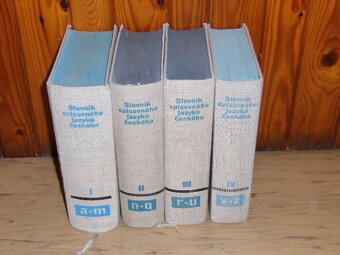 Slovník
spisovného
jazyka
českého
I
a-m
Slovník
spisovného
jazyka
českého
II
n-q
Slovník
spisovného
jazyka
českého
III
r-u
Slovník
spisovného
jazyka
českého
IV
v-ž